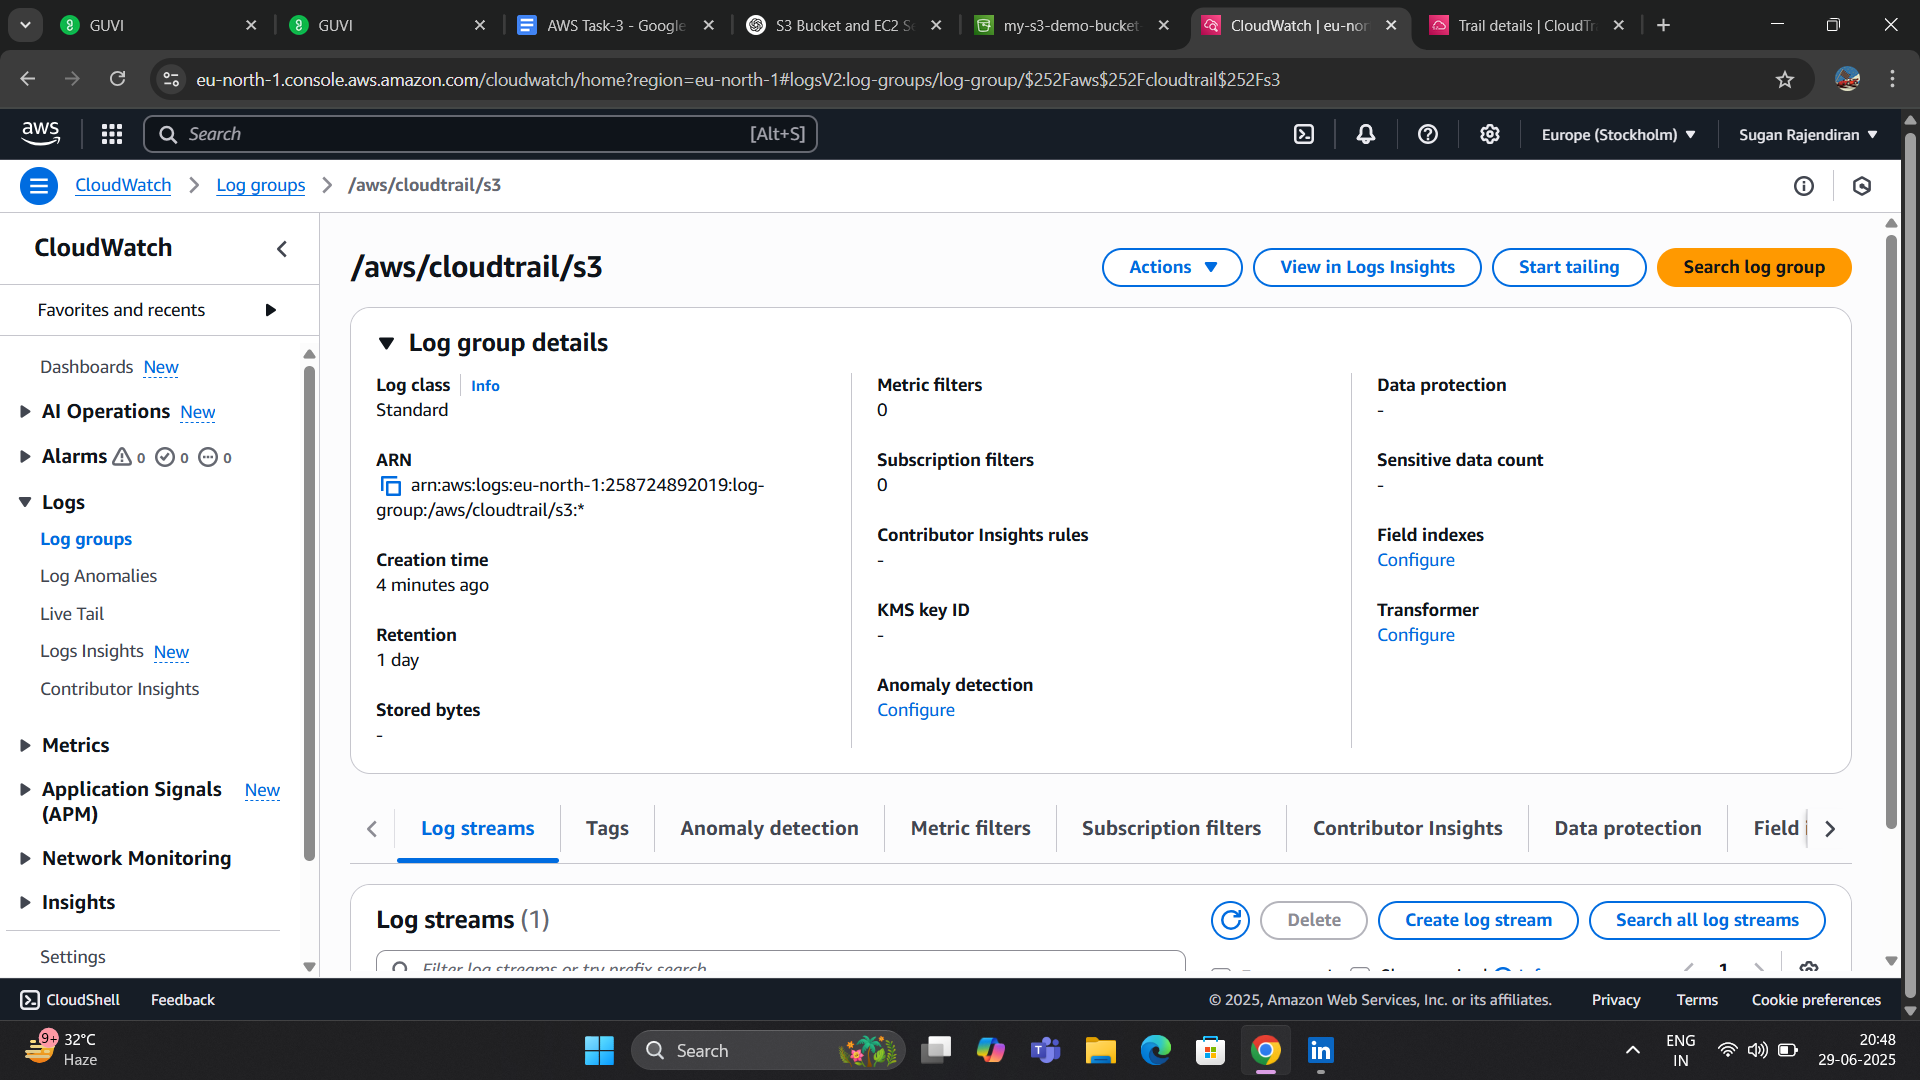 GUVI
GUVI
AWS Task-3 - Google
S3 Bucket and EC2 Se
my-s3-demo-bucket-
CloudWatch | eu-nor
Trail details | CloudTr
eu-north-1.console.aws.amazon.com/cloudwatch/home?region=eu-north-1#logsV2:log-groups/log-group/$252Faws$252Fcloudtrail$252Fs3
aws
Search
[Alt+S]
Europe (Stockholm)
Sugan Rajendiran
CloudWatch
Log groups
/aws/cloudtrail/s3
CloudWatch
Favorites and recents
Dashboards New
AI Operations New
Alarms 0 0 0
Logs
Log groups
Log Anomalies
Live Tail
Logs Insights New
Contributor Insights
Metrics
Application Signals New
(APM)
Network Monitoring
Insights
Settings
/aws/cloudtrail/s3
Actions
View in Logs Insights
Start tailing
Search log group
Log group details
Log class Info
Standard
ARN
arn:aws:logs:eu-north-1:258724892019:log-
group:/aws/cloudtrail/s3:*
Creation time
4 minutes ago
Retention
1 day
Stored bytes
-
Metric filters
0
Subscription filters
0
Contributor Insights rules
-
KMS key ID
-
Anomaly detection
Configure
Data protection
-
Sensitive data count
-
Field indexes
Configure
Transformer
Configure
Log streams
Tags
Anomaly detection
Metric filters
Subscription filters
Contributor Insights
Data protection
Field
Log streams (1)
Delete
Create log stream
Search all log streams
Filter log streams or try prefix search
1
CloudShell
Feedback
© 2025, Amazon Web Services, Inc. or its affiliates.
Privacy
Terms
Cookie preferences
9+
32°C
Haze
Search
ENG
IN
20:48
29-06-2025